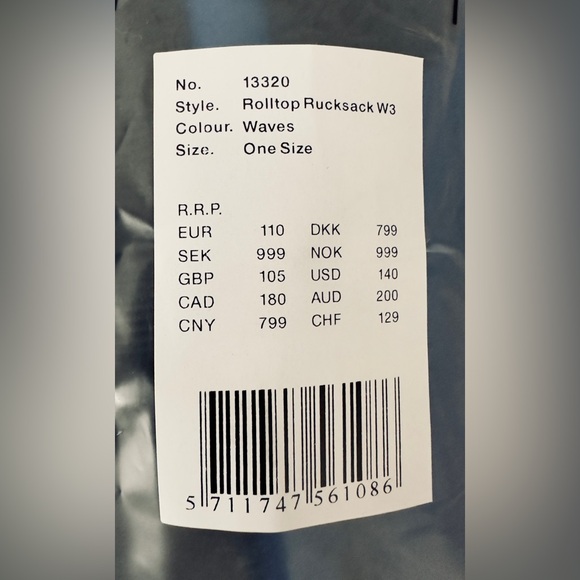 No. 13320
Style. Rolltop Rucksack W3
Colour. Waves
Size. One Size
R.R.P.
EUR 110 DKK 799
SEK 999 NOK 999
GBP 105 USD 140
CAD 180 AUD 200
CNY 799 CHF 129
5 711747 561086